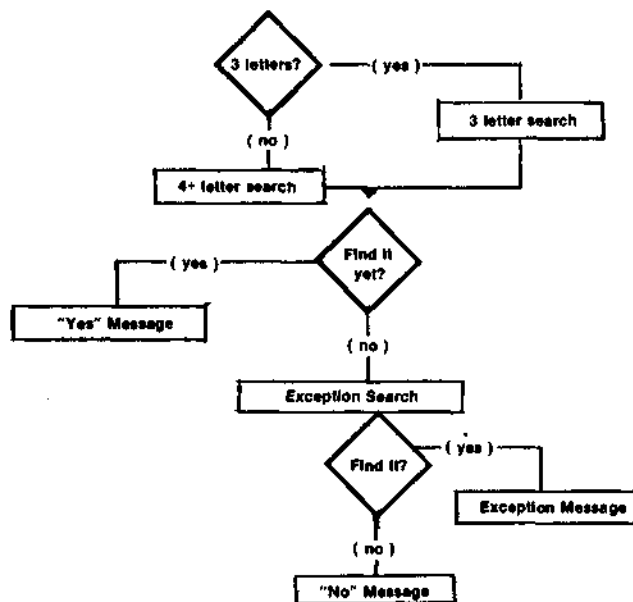 3 letters?
( yes )
3 letter search
( no )
4+ letter search
Find it
yet?
( yes )
"Yes" Message
( no )
Exception Search
Find it?
( yes )
Exception Message
( no )
"No" Message